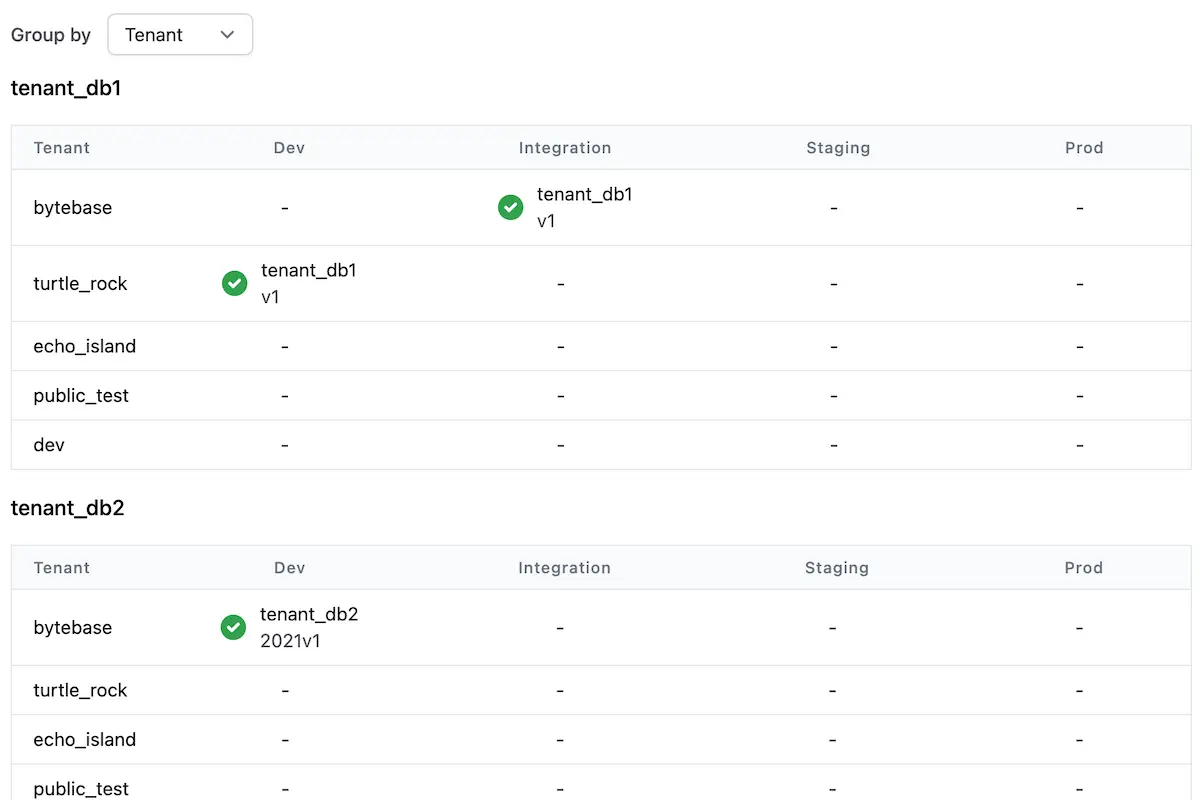 Group by Tenant
tenant_db1
Tenant Dev Integration Staging Prod
bytebase - tenant_db1 v1 - -
turtle_rock tenant_db1 v1 - - -
echo_island - - - -
public_test - - - -
dev - - - -
tenant_db2
Tenant Dev Integration Staging Prod
bytebase tenant_db2 2021v1 - - -
turtle_rock - - - -
echo_island - - - -
public_test - - - -